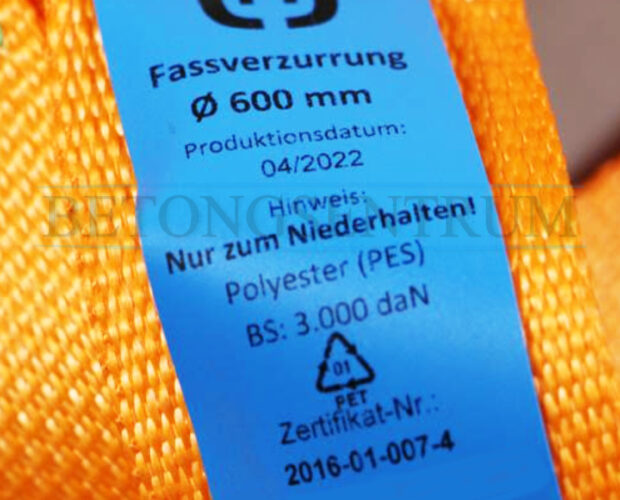 Fassverzurrung
Ø 600 mm
Produktionsdatum:
04/2022
Hinweis:
BETONGSENTRUM
Nur zum Niederhalten!
Polyester (PES)
BS: 3.000 daN
01
PET
Zertifikat-Nr.:
2016-01-007-4